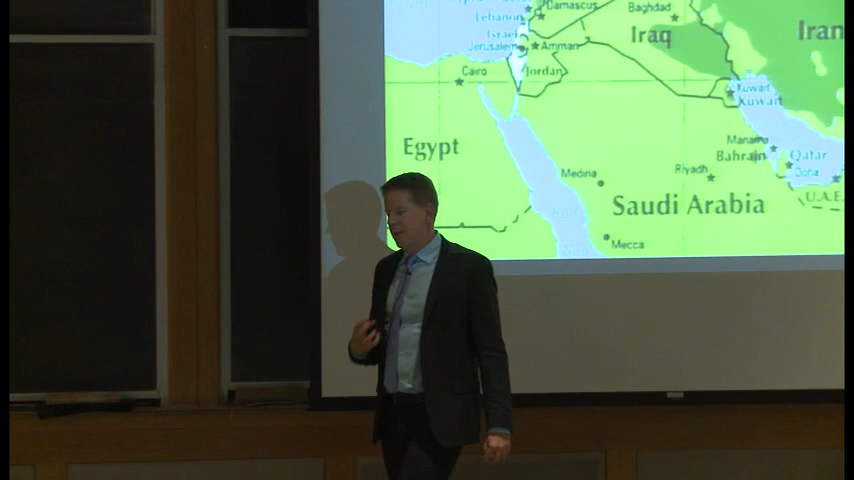 Damascus
Baghdad
Lebanon
Iraq
Iran
Israel
Jerusalem
Amman
Cairo
Jordan
Kuwait
Kuwait
Egypt
Manama
Bahrain
Qatar
Medina
Riyadh
Doha
Saudi Arabia
U.A.E.
Mecca